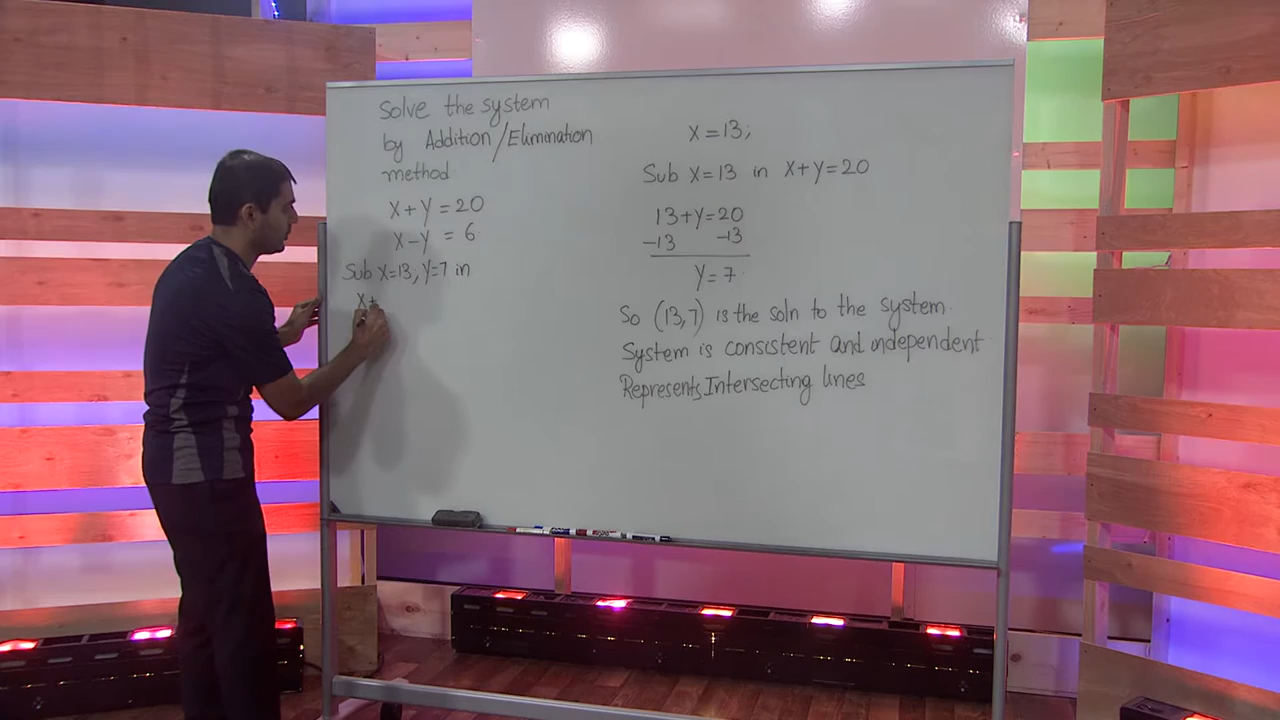 Solve the system
by Addition/Elimination
method
x+y=20
x-y = 6
Sub x=13, y=7 in
x+
x=13;
Sub x=13 in x+y=20
13+y=20
-13 -13
y=7
So (13,7) is the soln to the system.
System is consistent and independent
Represents Intersecting lines